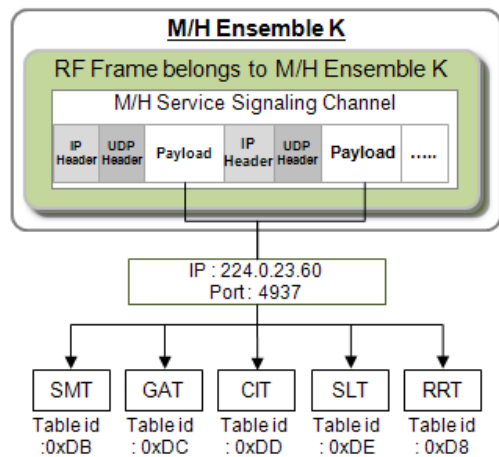 M/H Ensemble K
RF Frame belongs to M/H Ensemble K
M/H Service Signaling Channel
IP Header
UDP Header
Payload
IP Header
UDP Header
Payload
.....
IP : 224.0.23.60
Port : 4937
SMT
GAT
CIT
SLT
RRT
Table id :0xDB
Table id : 0xDC
Table id : 0xDD
Table id : 0xDE
Table id : 0xD8